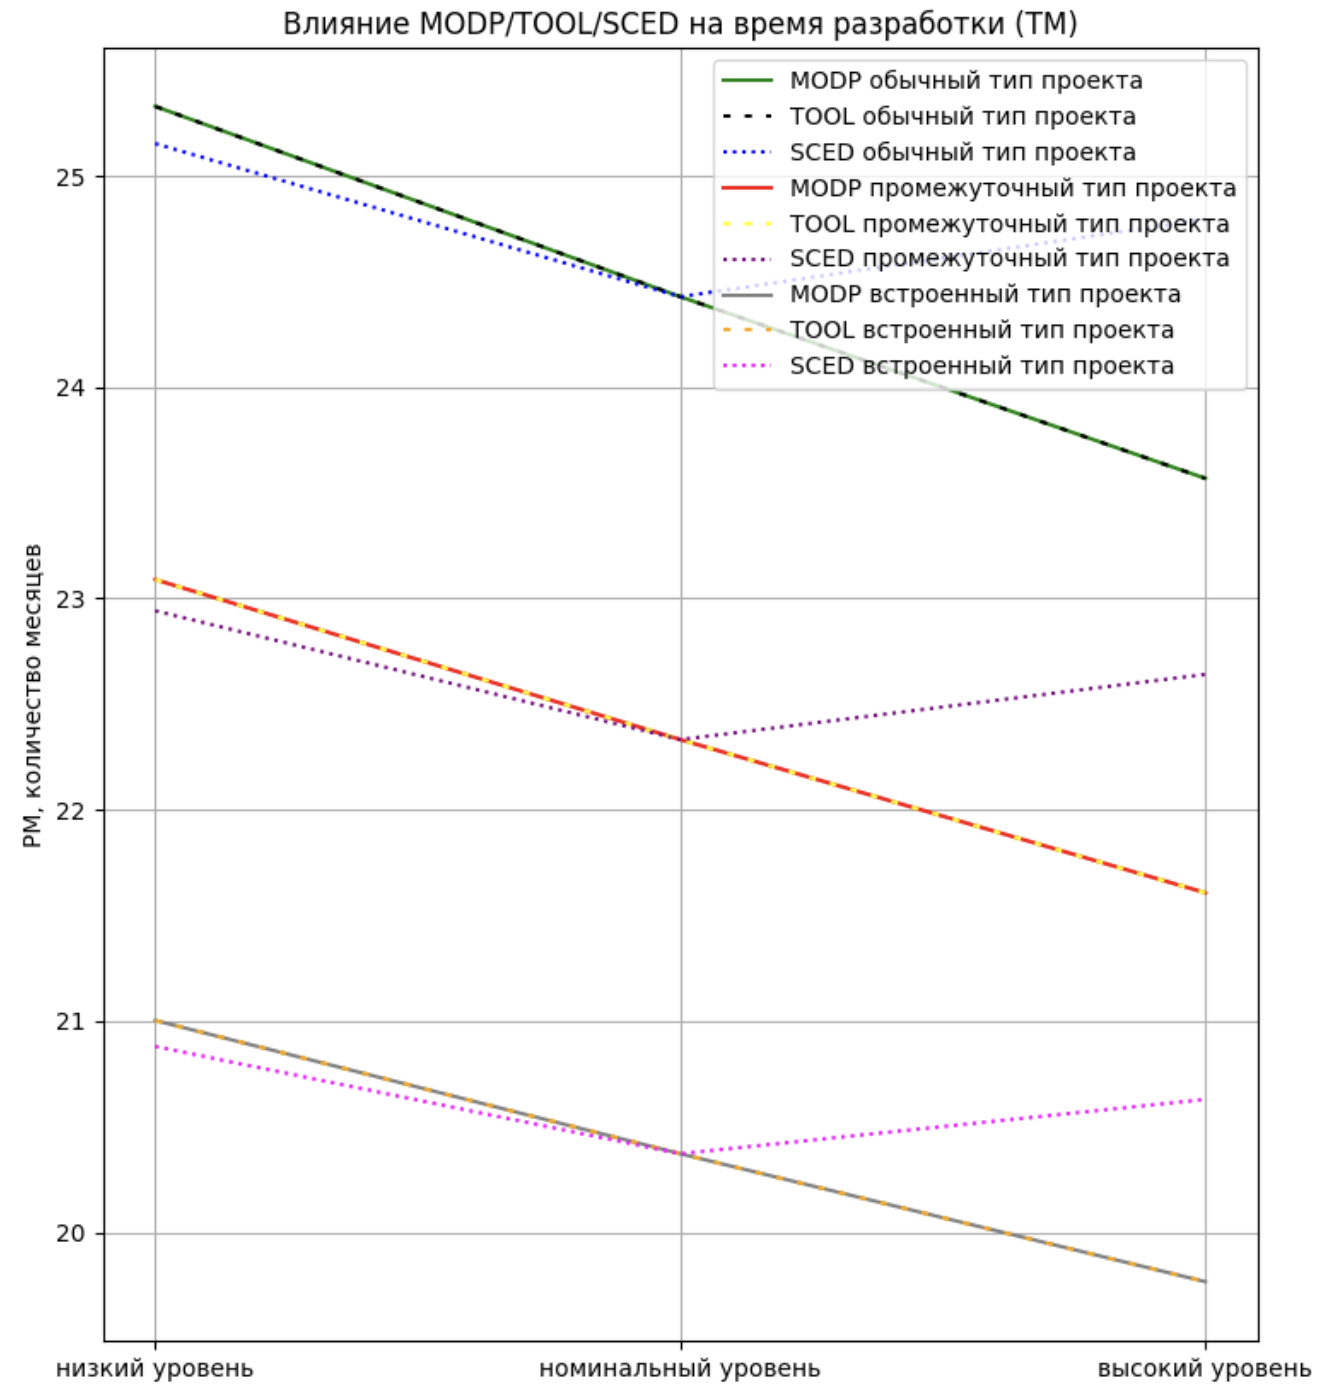 Влияние MODP/TOOL/SCED на время разработки (TM)
MODP обычный тип проекта
TOOL обычный тип проекта
SCED обычный тип проекта
MODP промежуточный тип проекта
TOOL промежуточный тип проекта
SCED промежуточный тип проекта
MODP встроенный тип проекта
TOOL встроенный тип проекта
SCED встроенный тип проекта
PM, количество месяцев
25
24
23
22
21
20
низкий уровень
номинальный уровень
высокий уровень